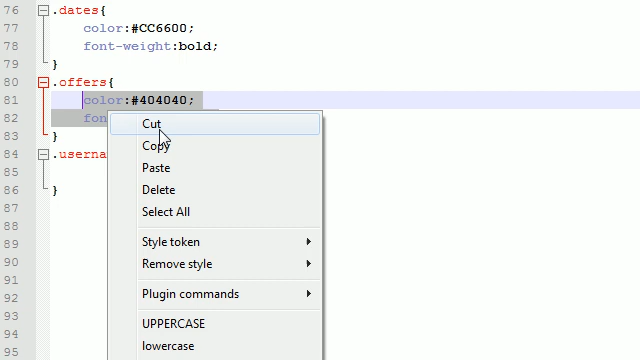 76 .dates{
77 color:#CC6600;
78 font-weight:bold;
79 }
80 .offers{
81 color:#404040;
82 fon
83 }
84 .userna
85
86 }
87
88
89
90
91
92
93
94
95
Cut
Copy
Paste
Delete
Select All
Style token
Remove style
Plugin commands
UPPERCASE
lowercase